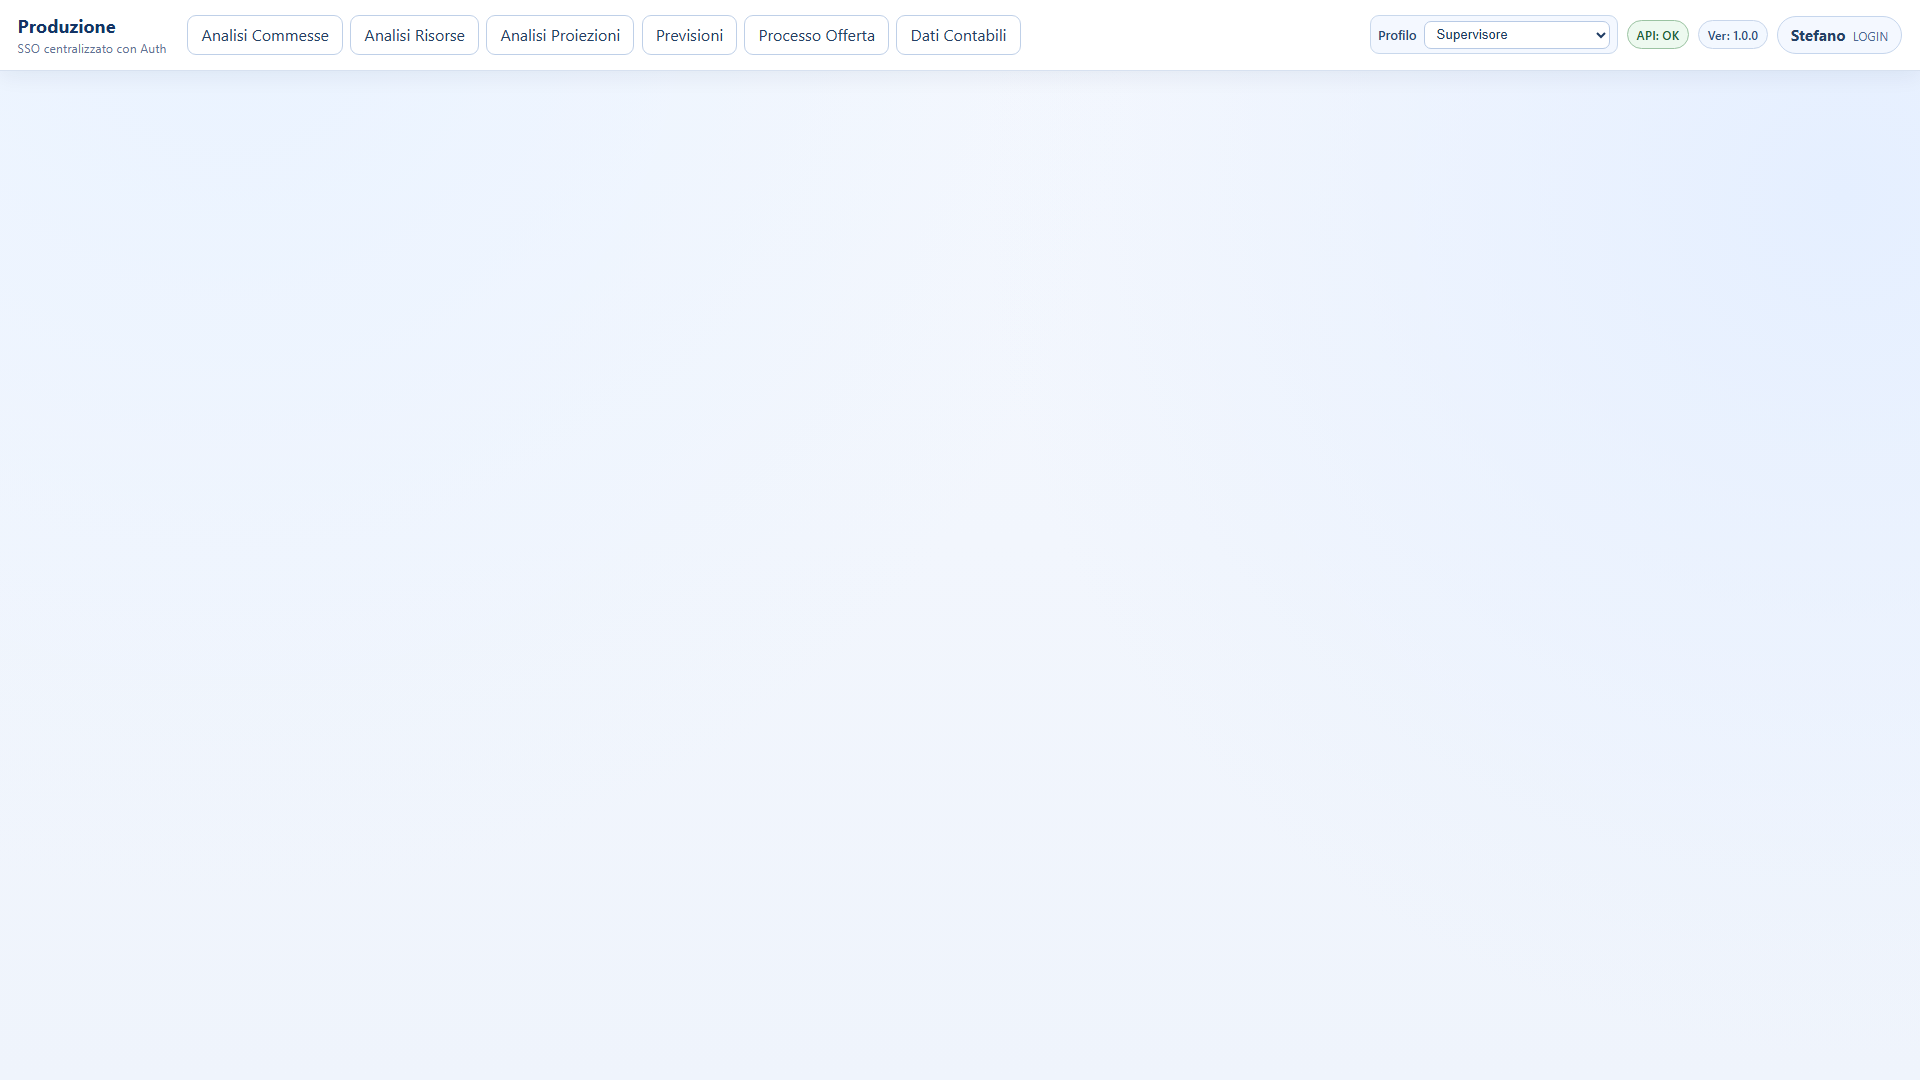 Produzione
SSO centralizzato con Auth
Analisi Commesse
Analisi Risorse
Analisi Proiezioni
Previsioni
Processo Offerta
Dati Contabili
Profilo
Supervisore
API: OK
Ver: 1.0.0
Stefano LOGIN